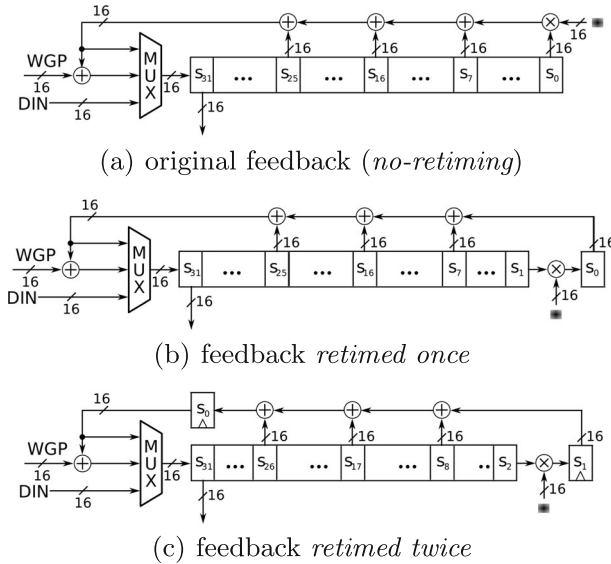 16 16
WGP 16 16 16 16
16 M U X 16 S31 ... S25 ... S16 ... S7 ... S0
DIN 16 16
(a) original feedback (no-retiming)
16
WGP 16 16 16 16
16 M U X 16 S31 ... S25 ... S16 ... S7 ... S1 S0
DIN 16 16 16
(b) feedback retimed once
16 S0
WGP 16 16 16 16
16 M U X 16 S31 ... S26 ... S17 ... S8 .. S2 S1
DIN 16 16 16
(c) feedback retimed twice